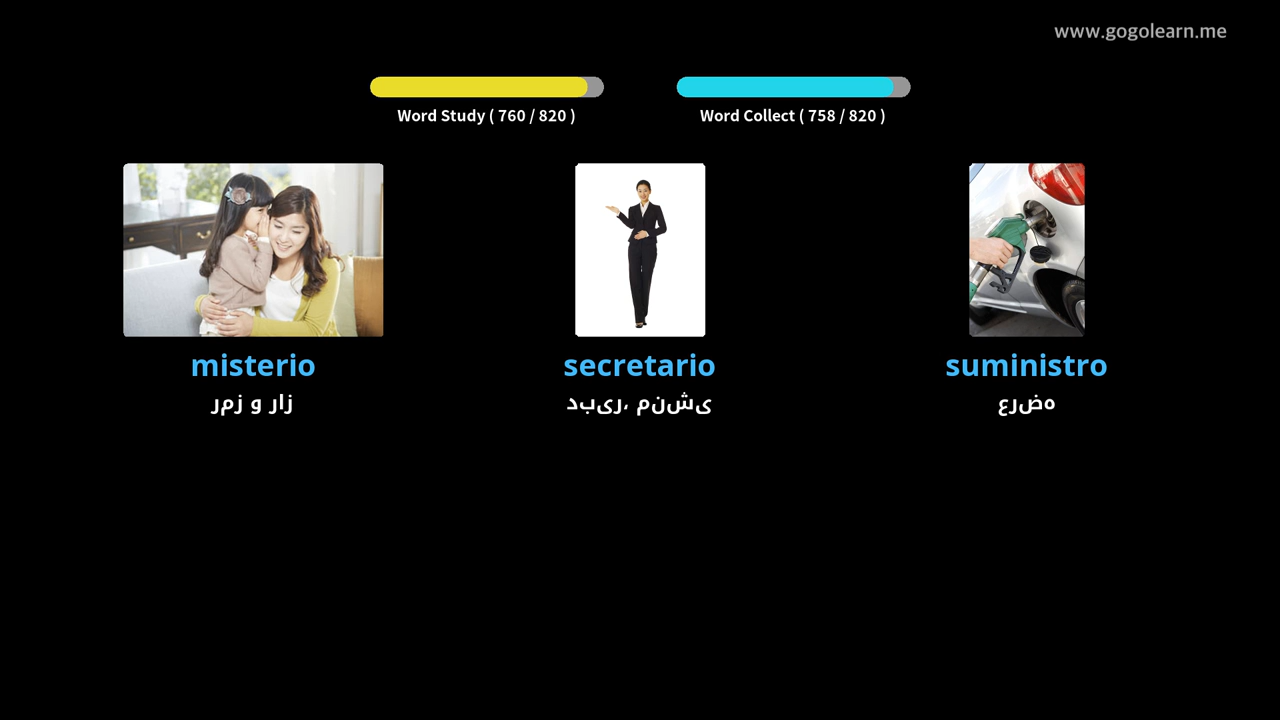 www.gogolearn.me
Word Study ( 760 / 820 )
Word Collect ( 758 / 820 )
misterio
رمز و راز
secretario
دبیر، منشی
suministro
عرضه